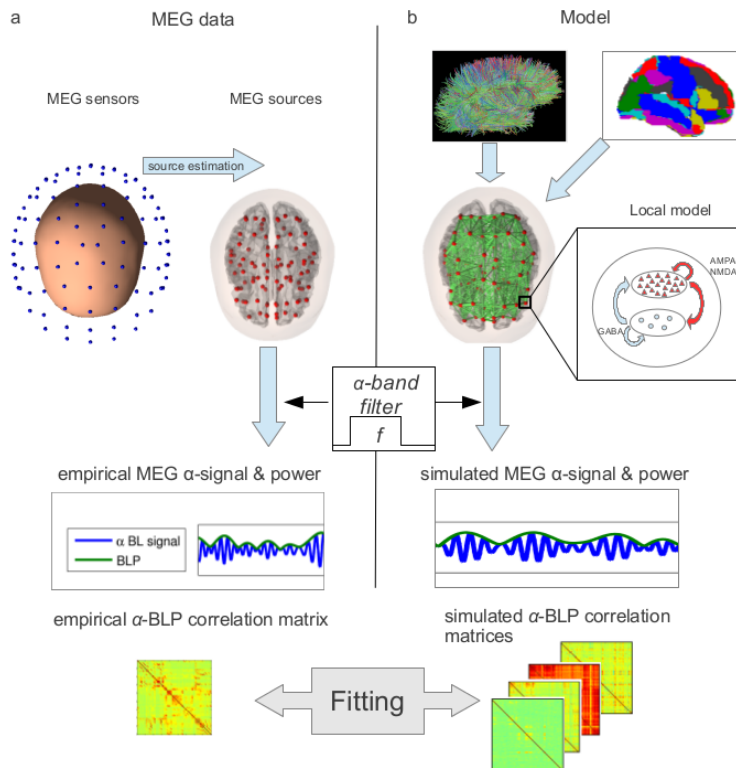 a
MEG data
MEG sensors
MEG sources
source estimation
b
Model
Local model
AMPA
NMDA
GABA
α-band
filter
f
empirical MEG α-signal & power
α BL signal
BLP
simulated MEG α-signal & power
empirical α-BLP correlation matrix
simulated α-BLP correlation
matrices
Fitting